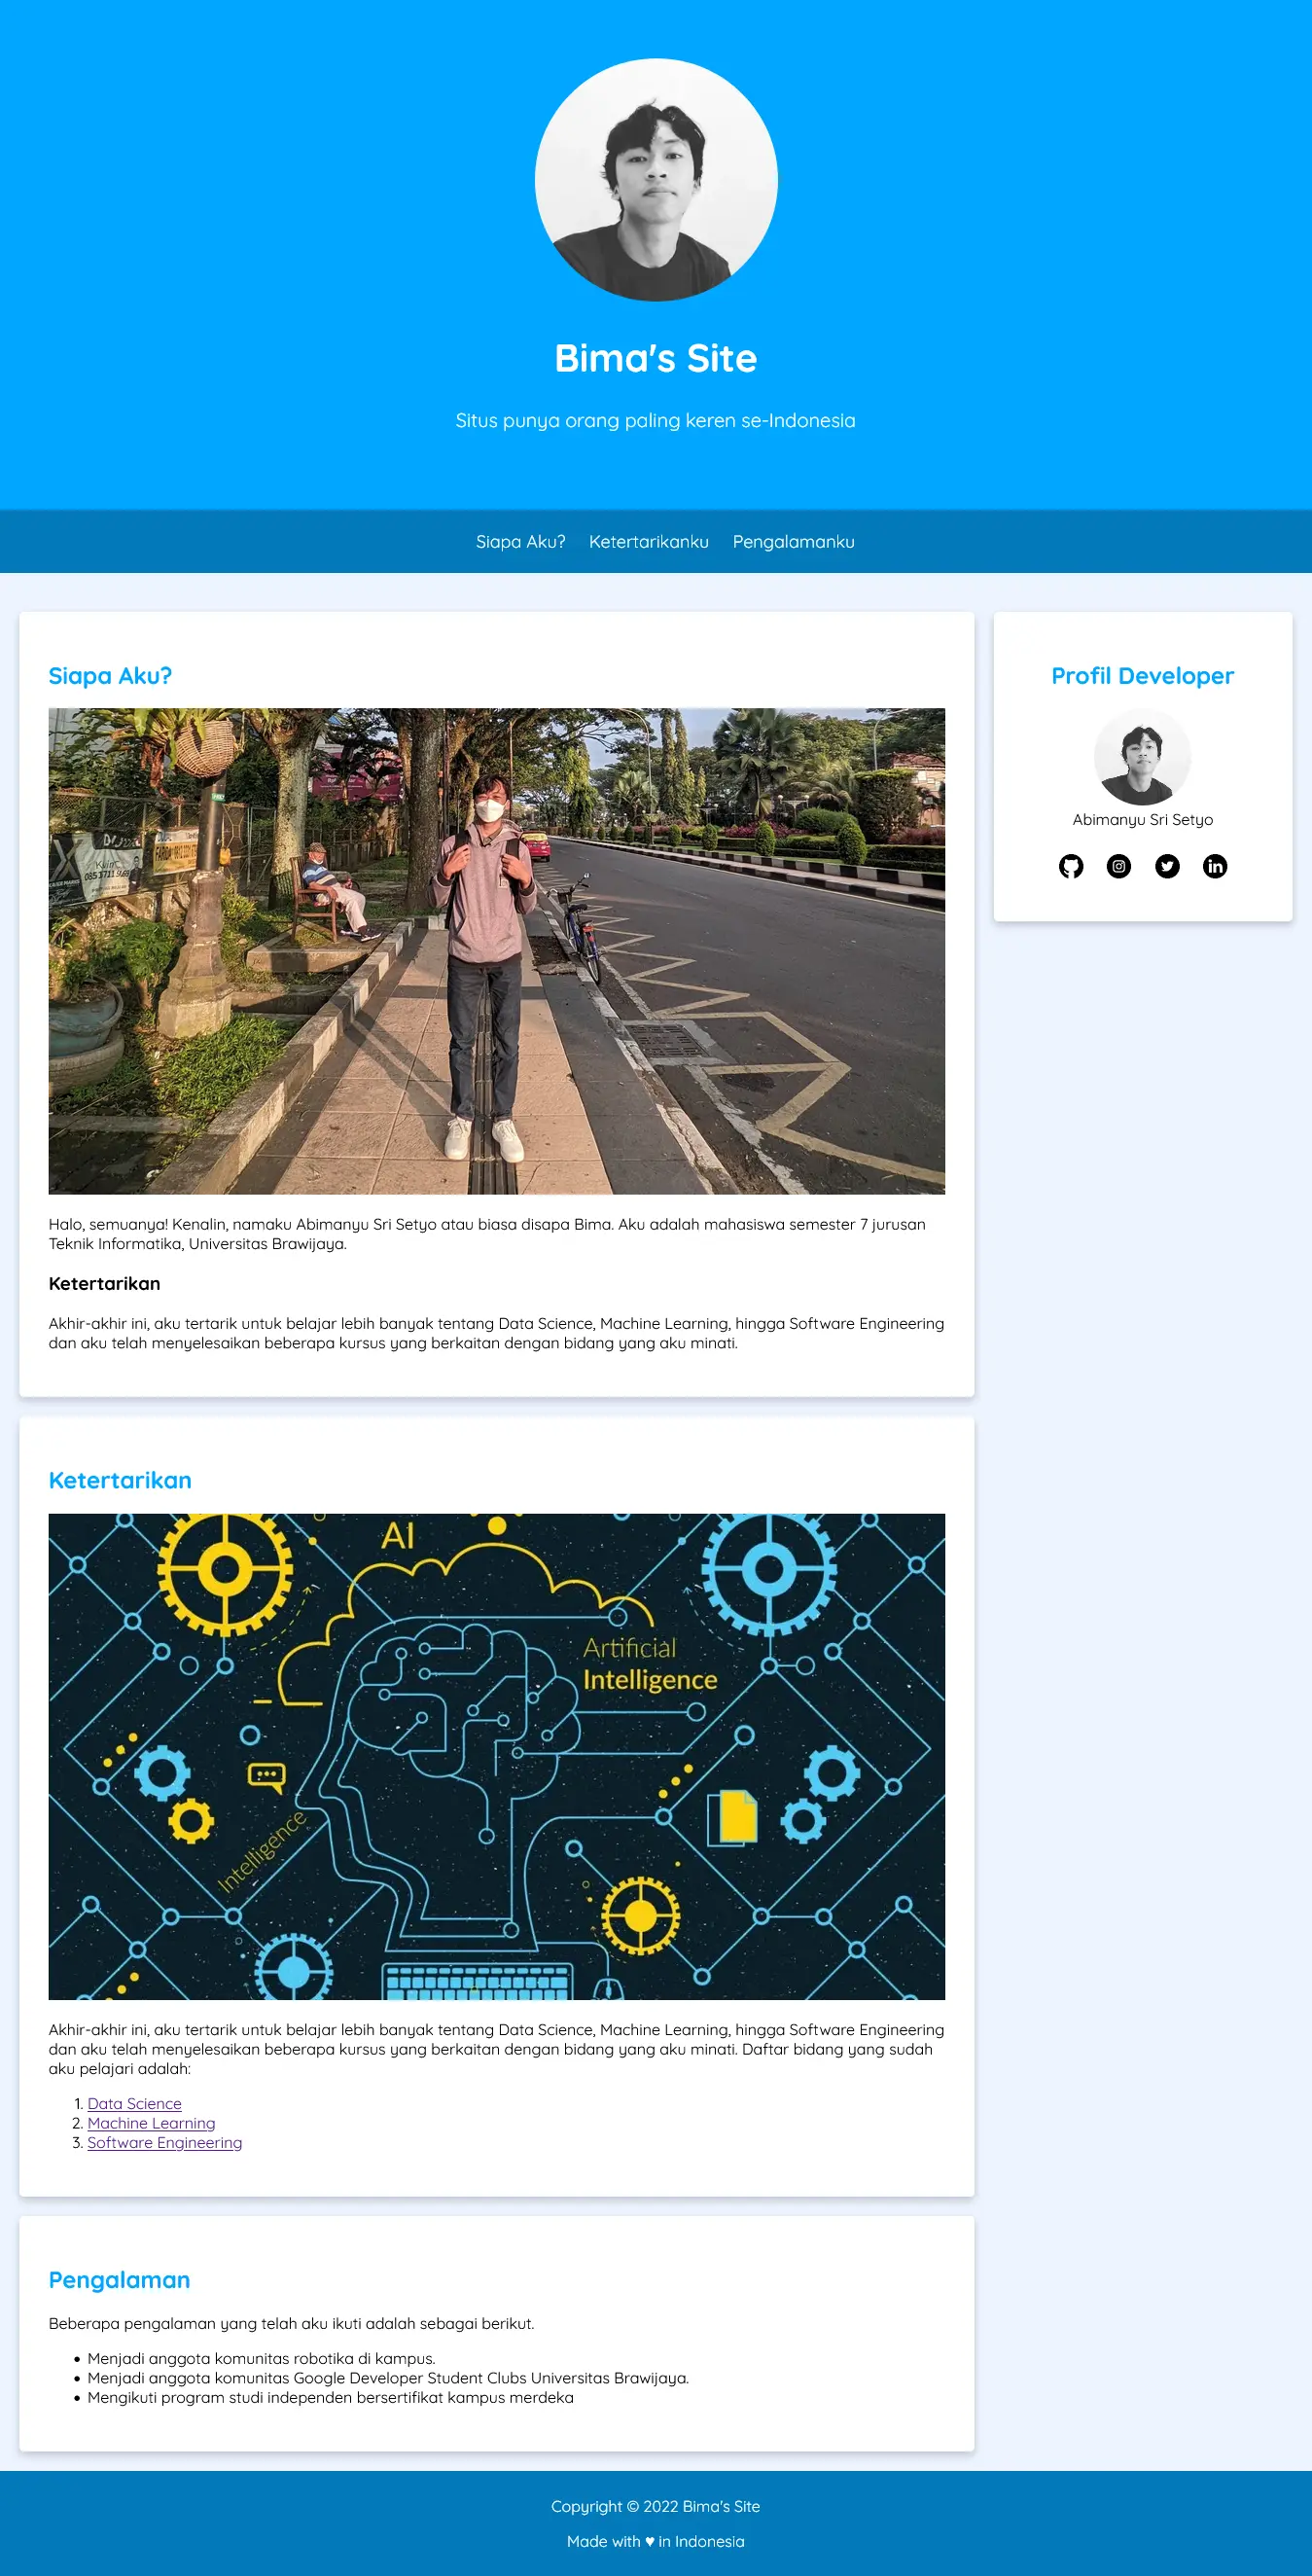 Bima's Site
Situs punya orang paling keren se-Indonesia
Siapa Aku?
Ketertarikanku
Pengalamanku
Siapa Aku?
Halo, semuanya! Kenalin, namaku Abimanyu Sri Setyo atau biasa disapa Bima. Aku adalah mahasiswa semester 7 jurusan
Teknik Informatika, Universitas Brawijaya.
Ketertarikan
Akhir-akhir ini, aku tertarik untuk belajar lebih banyak tentang Data Science, Machine Learning, hingga Software Engineering
dan aku telah menyelesaikan beberapa kursus yang berkaitan dengan bidang yang aku minati.
Profil Developer
Abimanyu Sri Setyo
Ketertarikan
AI
Artificial
Intelligence
Intelligence
Akhir-akhir ini, aku tertarik untuk belajar lebih banyak tentang Data Science, Machine Learning, hingga Software Engineering
dan aku telah menyelesaikan beberapa kursus yang berkaitan dengan bidang yang aku minati. Daftar bidang yang sudah
aku pelajari adalah:
1. Data Science
2. Machine Learning
3. Software Engineering
Pengalaman
Beberapa pengalaman yang telah aku ikuti adalah sebagai berikut.
• Menjadi anggota komunitas robotika di kampus.
• Menjadi anggota komunitas Google Developer Student Clubs Universitas Brawijaya.
• Mengikuti program studi independen bersertifikat kampus merdeka
Copyright © 2022 Bima's Site
Made with ♥ in Indonesia